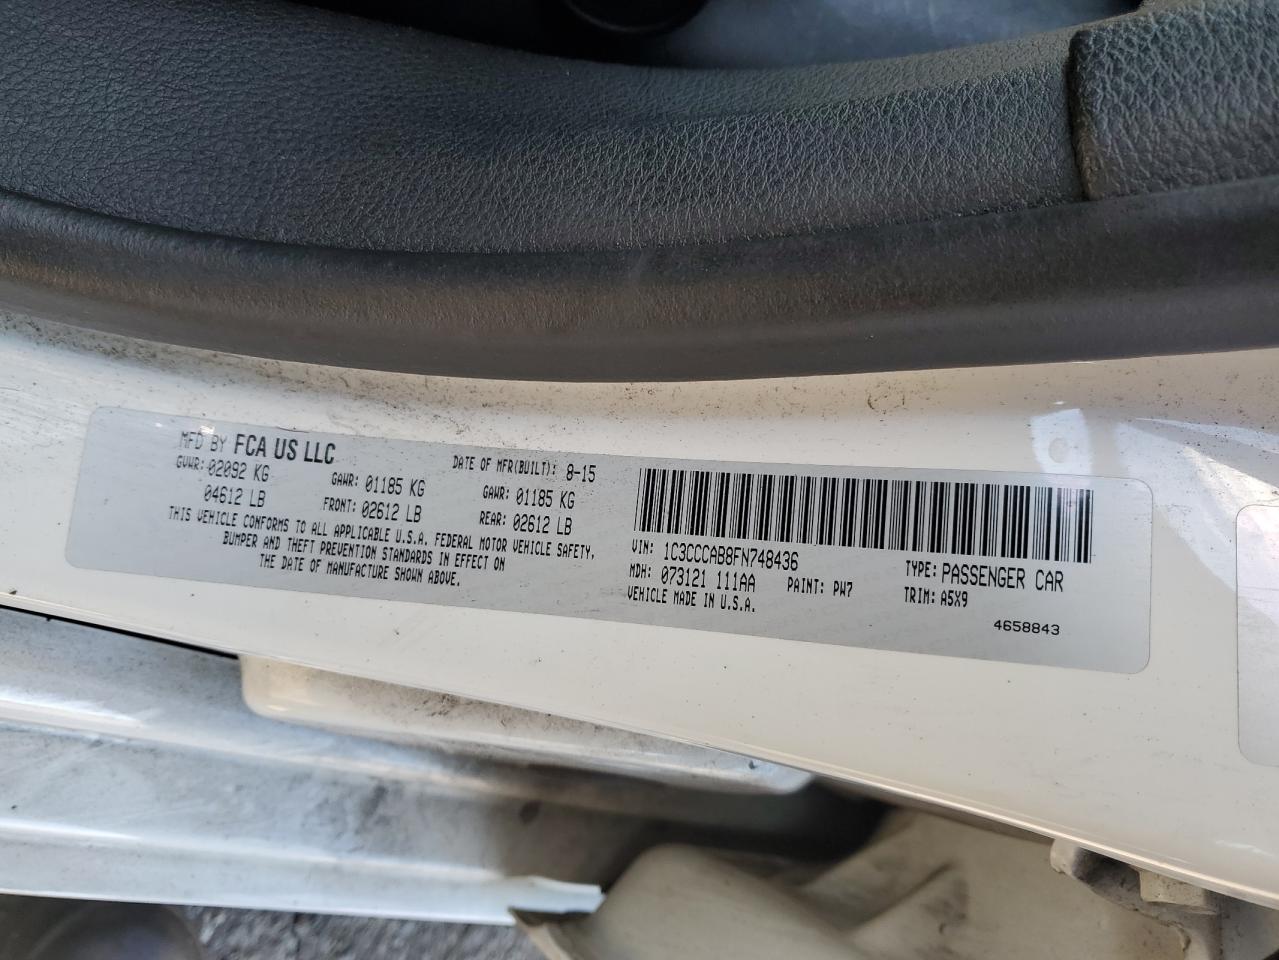 MFD BY FCA US LLC DATE OF MFR(BUILT): 8-15
GVWR: 02092 KG GAWR: 01185 KG GAWR: 01185 KG
04612 LB FRONT: 02612 LB REAR: 02612 LB
THIS VEHICLE CONFORMS TO ALL APPLICABLE U.S.A. FEDERAL MOTOR VEHICLE SAFETY,
BUMPER AND THEFT PREVENTION STANDARDS IN EFFECT ON
THE DATE OF MANUFACTURE SHOWN ABOVE.
VIN: 1C3CCCAB8FN748436 TYPE: PASSENGER CAR
MDH: 073121 111AA PAINT: PW7 TRIM: A5X9
VEHICLE MADE IN U.S.A.
4658843